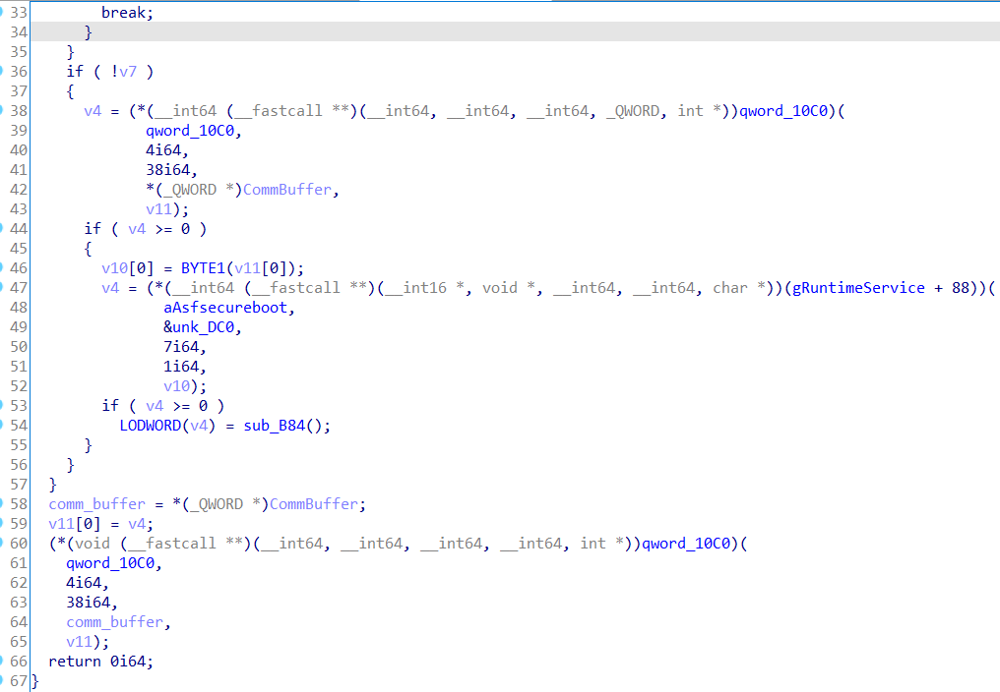 33 break;
34 }
35 }
36 if ( !v7 )
37 {
38 v4 = (*(__int64 (__fastcall **)(__int64, __int64, __int64, _QWORD, int *))qword_10C0)(
39 qword_10C0,
40 4i64,
41 38i64,
42 *(_QWORD *)CommBuffer,
43 v11);
44 if ( v4 >= 0 )
45 {
46 v10[0] = BYTE1(v11[0]);
47 v4 = (*(__int64 (__fastcall **)(__int16 *, void *, __int64, __int64, char *))(gRuntimeService + 88))(
48 aAsfsecureboot,
49 &unk_DC0,
50 7i64,
51 1i64,
52 v10);
53 if ( v4 >= 0 )
54 LODWORD(v4) = sub_B84();
55 }
56 }
57 }
58 comm_buffer = *(_QWORD *)CommBuffer;
59 v11[0] = v4;
60 (*(void (__fastcall **)(__int64, __int64, __int64, __int64, int *))qword_10C0)(
61 qword_10C0,
62 4i64,
63 38i64,
64 comm_buffer,
65 v11);
66 return 0i64;
67 }